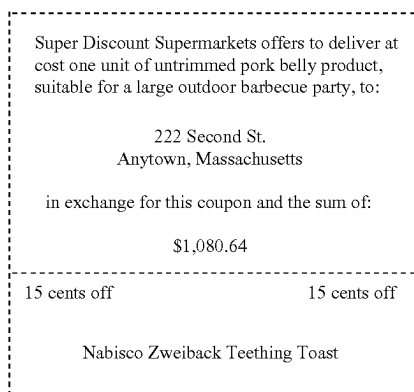 Super Discount Supermarkets offers to deliver at
cost one unit of untrimmed pork belly product,
suitable for a large outdoor barbecue party, to:
222 Second St.
Anytown, Massachusetts
in exchange for this coupon and the sum of:
$1,080.64
15 cents off 15 cents off
Nabisco Zweiback Teething Toast